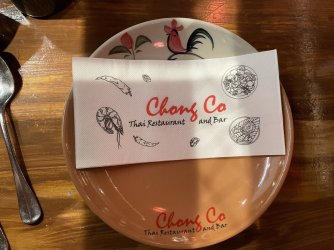 Chong Co
Thai Restaurant and Bar
Chong Co
Thai Restaurant and Bar